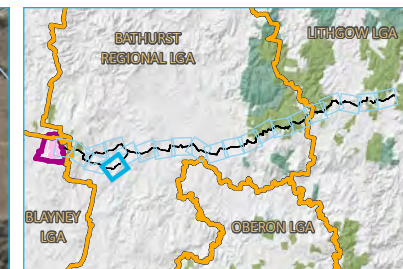 BATHURST
REGIONAL LGA
LITHGOW LGA
BLAYNEY
LGA
OBERON LGA